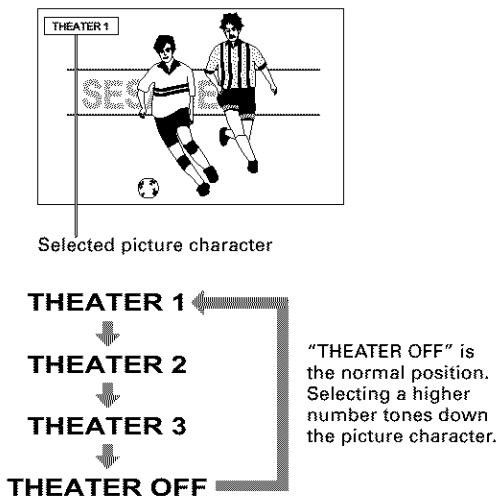 THEATER 1
Selected picture character
THEATER 1
THEATER 2
THEATER 3
THEATER OFF
"THEATER OFF" is
the normal position.
Selecting a higher
number tones down
the picture character.